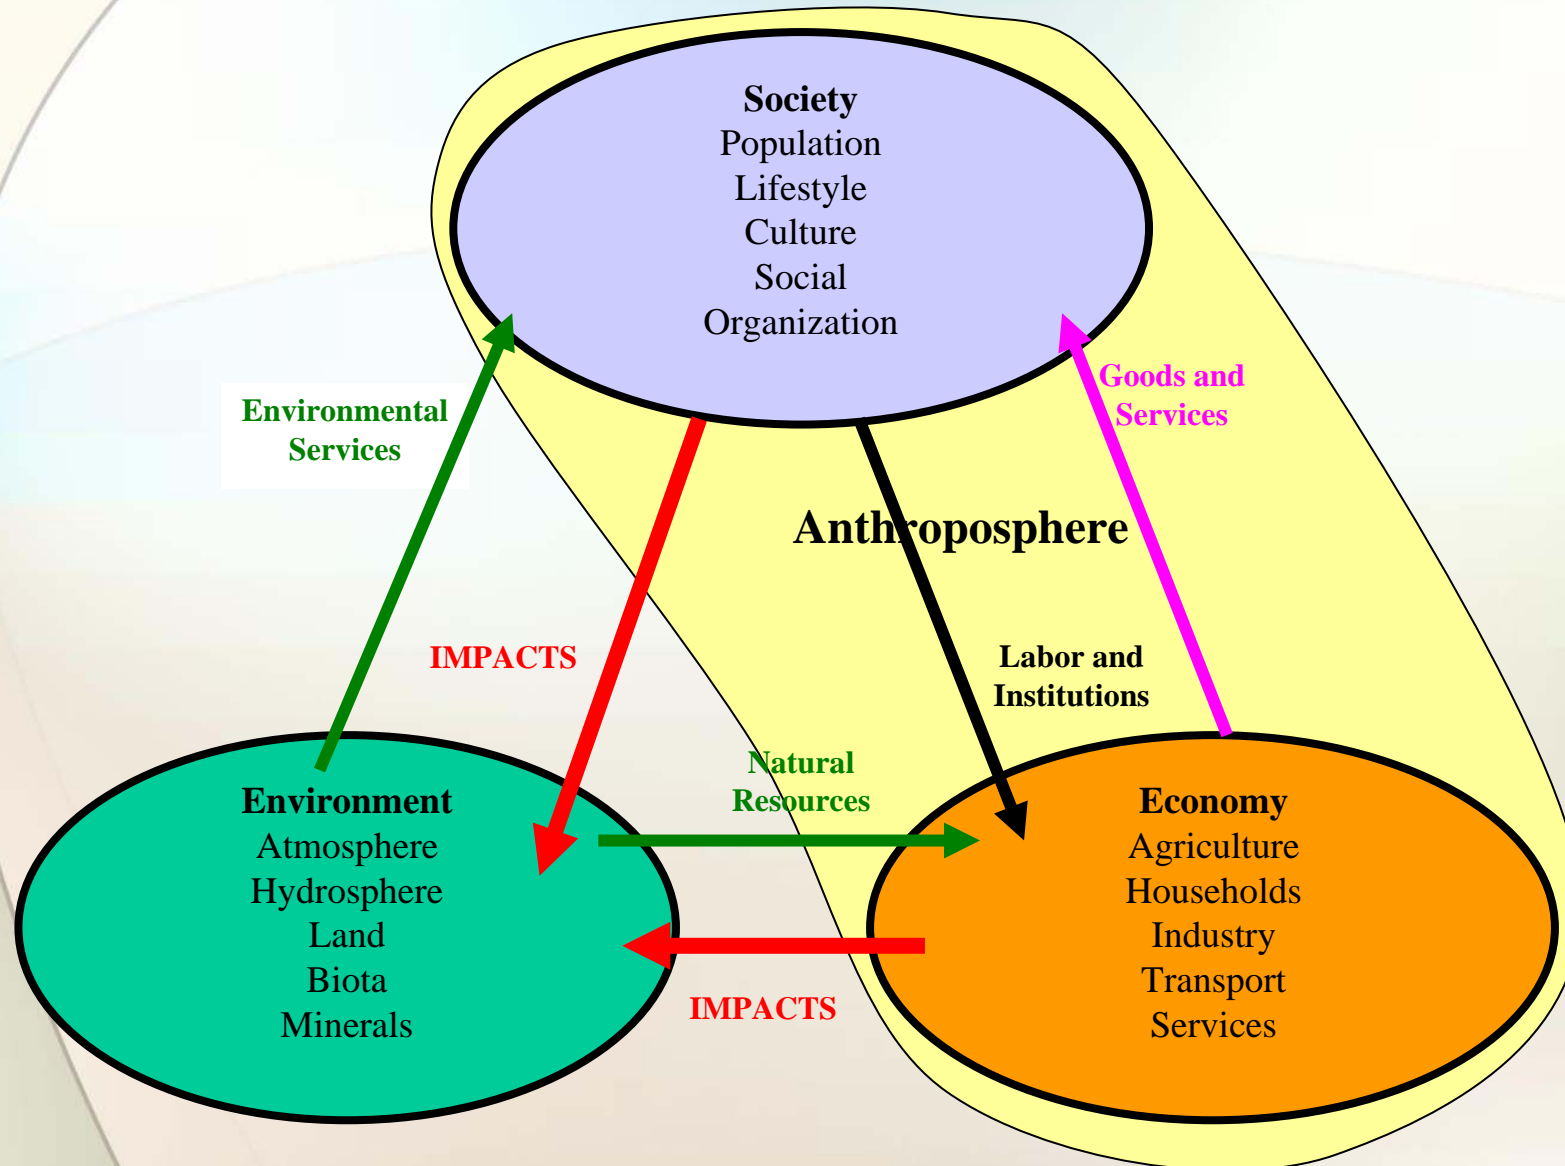 Society
Population
Lifestyle
Culture
Social
Organization
Environmental
Services
Goods and
Services
Anthroposphere
IMPACTS
Labor and
Institutions
Natural
Resources
Environment
Atmosphere
Hydrosphere
Land
Biota
Minerals
Economy
Agriculture
Households
Industry
Transport
Services
IMPACTS